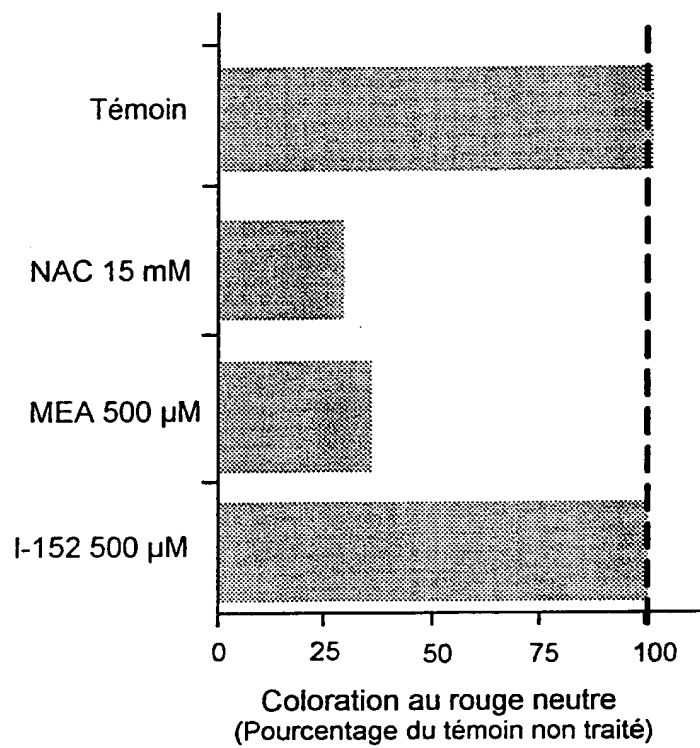 Témoin
NAC 15 mM
MEA 500 µM
I-152 500 µM
0 25 50 75 100
Coloration au rouge neutre
(Pourcentage du témoin non traité)